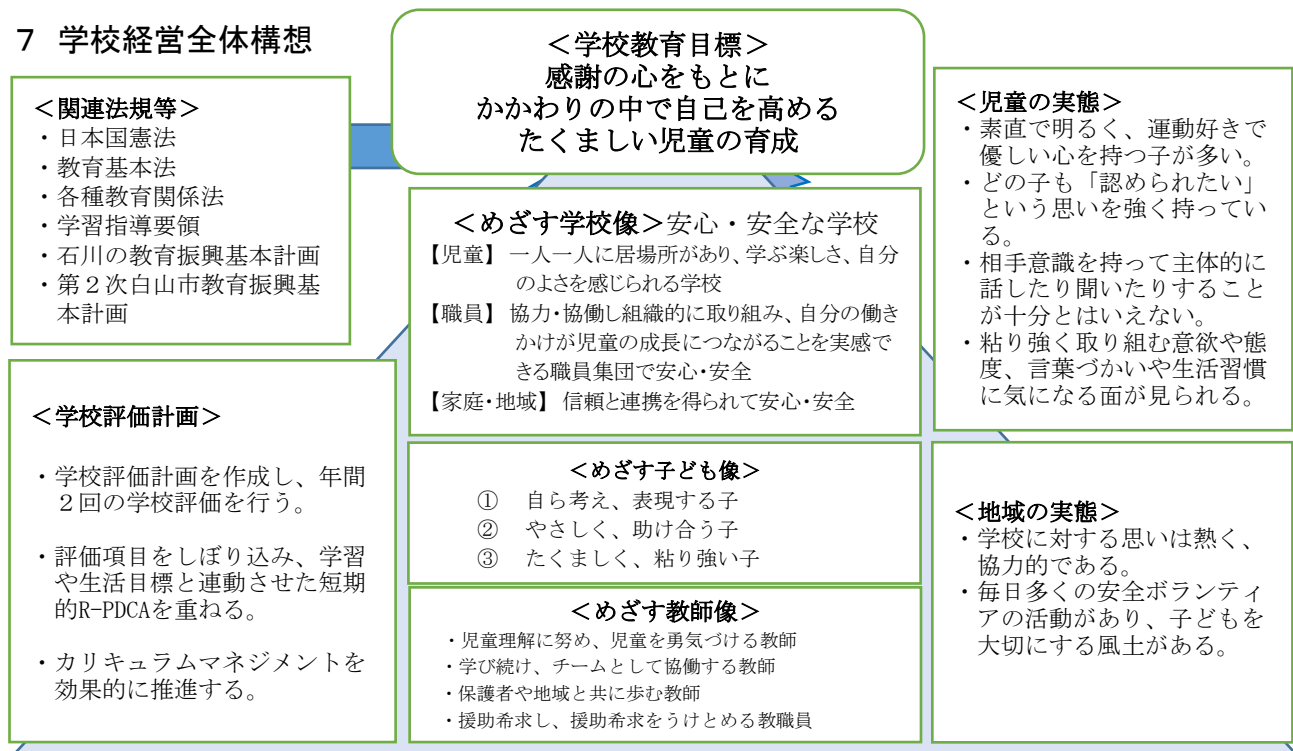 7 学校経営全体構想
＜学校教育目標＞
感謝の心をもとに
かかわりの中で自己を高める
たくましい児童の育成
＜関連法規等＞
・日本国憲法
・教育基本法
・各種教育関係法
・学習指導要領
・石川の教育振興基本計画
・第２次白山市教育振興基
本計画
＜学校評価計画＞
・学校評価計画を作成し、年間
２回の学校評価を行う。
・評価項目をしぼり込み、学習
や生活目標と連動させた短期
的R-PDCAを重ねる。
・カリキュラムマネジメントを
効果的に推進する。
＜めざす学校像＞安心・安全な学校
【児童】 一人一人に居場所があり、学ぶ楽しさ、自分
のよさを感じられる学校
【職員】 協力・協働し組織的に取り組み、自分の働き
かけが児童の成長につながることを実感で
きる職員集団で安心・安全
【家庭・地域】 信頼と連携を得られて安心・安全
＜めざす子ども像＞
① 自ら考え、表現する子
② やさしく、助け合う子
③ たくましく、粘り強い子
＜めざす教師像＞
・児童理解に努め、児童を勇気づける教師
・学び続け、チームとして協働する教師
・保護者や地域と共に歩む教師
・援助希求し、援助希求をうけとめる教職員
＜児童の実態＞
・素直で明るく、運動好きで
優しい心を持つ子が多い。
・どの子も「認められたい」
という思いを強く持ってい
る。
・相手意識を持って主体的に
話したり聞いたりすること
が十分とはいえない。
・粘り強く取り組む意欲や態
度、言葉づかいや生活習慣
に気になる面が見られる。
＜地域の実態＞
・学校に対する思いは熱く、
協力的である。
・毎日多くの安全ボランティ
アの活動があり、子どもを
大切にする風土がある。